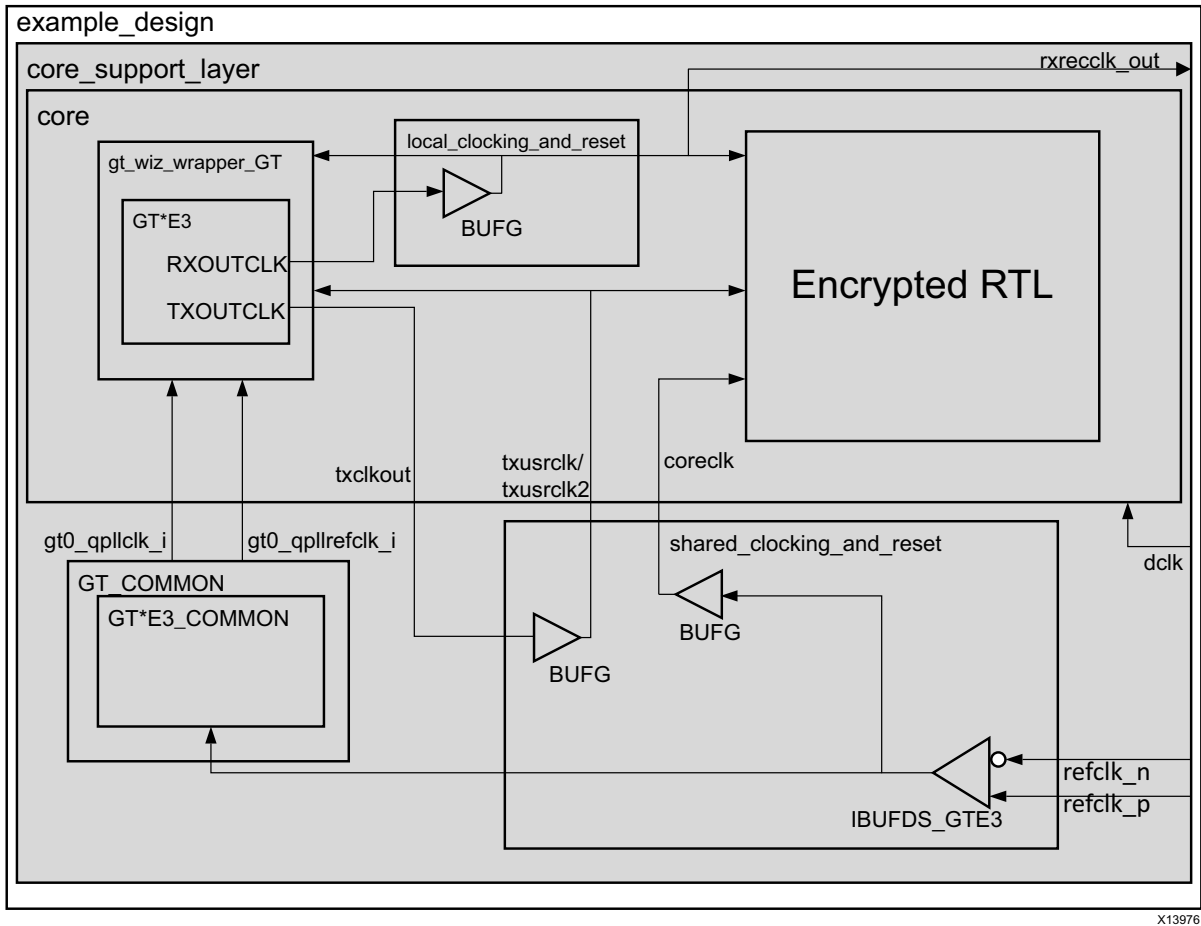 example_design
core_support_layer
rxrecclk_out
core
local_clocking_and_reset
gt_wiz_wrapper_GT
GT*E3
BUFG
RXOUTCLK
TXOUTCLK
Encrypted RTL
txclkout
txusrclk/
txusrclk2
coreclk
gt0_qpllclk_i
gt0_qpllrefclk_i
shared_clocking_and_reset
dclk
GT_COMMON
GT*E3_COMMON
BUFG
BUFG
refclk_n
refclk_p
IBUFDS_GTE3
X13976